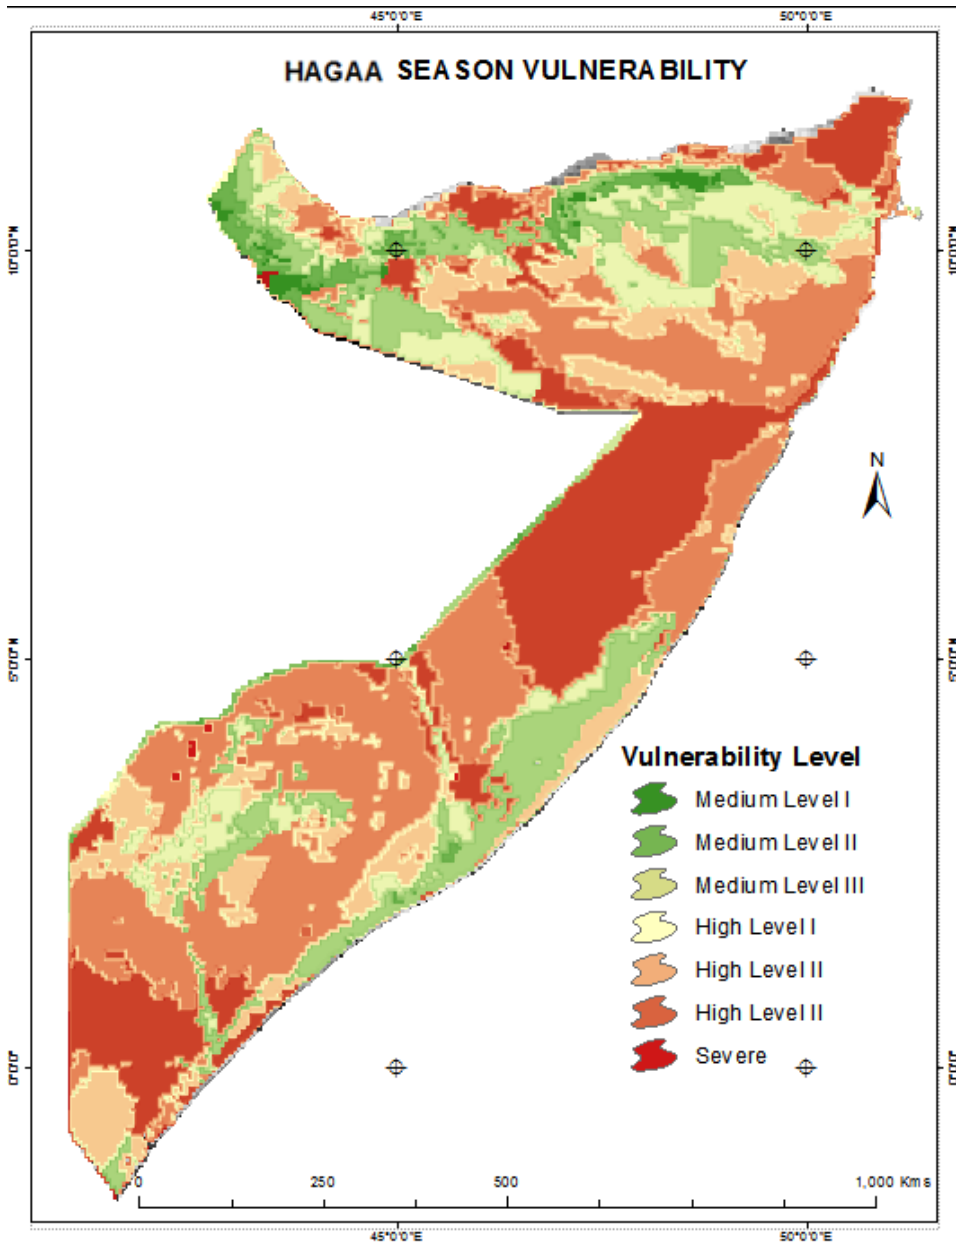 45°0'0"E 50°0'0"E
HAGAA SEASON VULNERABILITY
10°0'0"N 10°0'0"N
N
5°0'0"N 5°0'0"N
Vulnerability Level
Medium Level I
Medium Level II
Medium Level III
High Level I
High Level II
High Level II
Severe
0°0'0" 0°0'0"
0 250 500 1,000 Kms
45°0'0"E 50°0'0"E